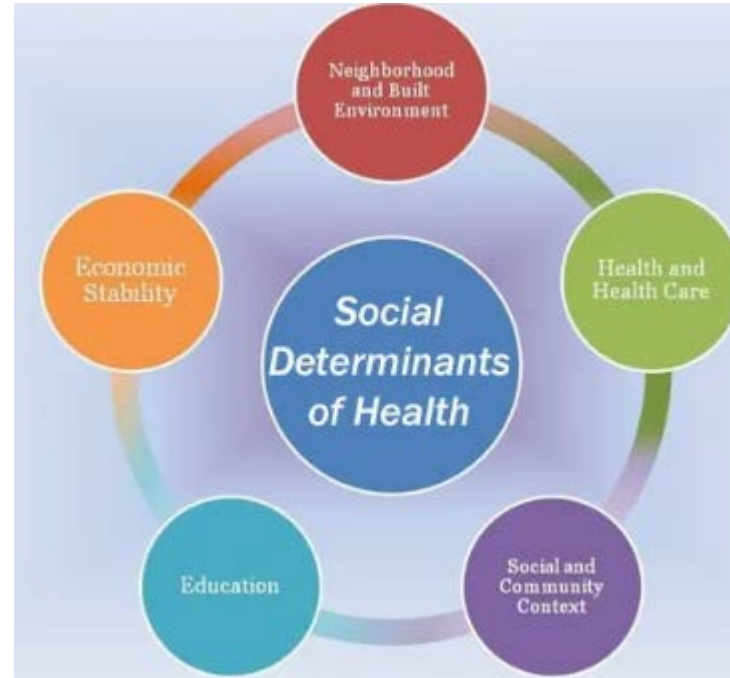 Neighborhood
and Built
Environment
Economic
Stability
Health and
Health Care
Social
Determinants
of Health
Education
Social and
Community
Context